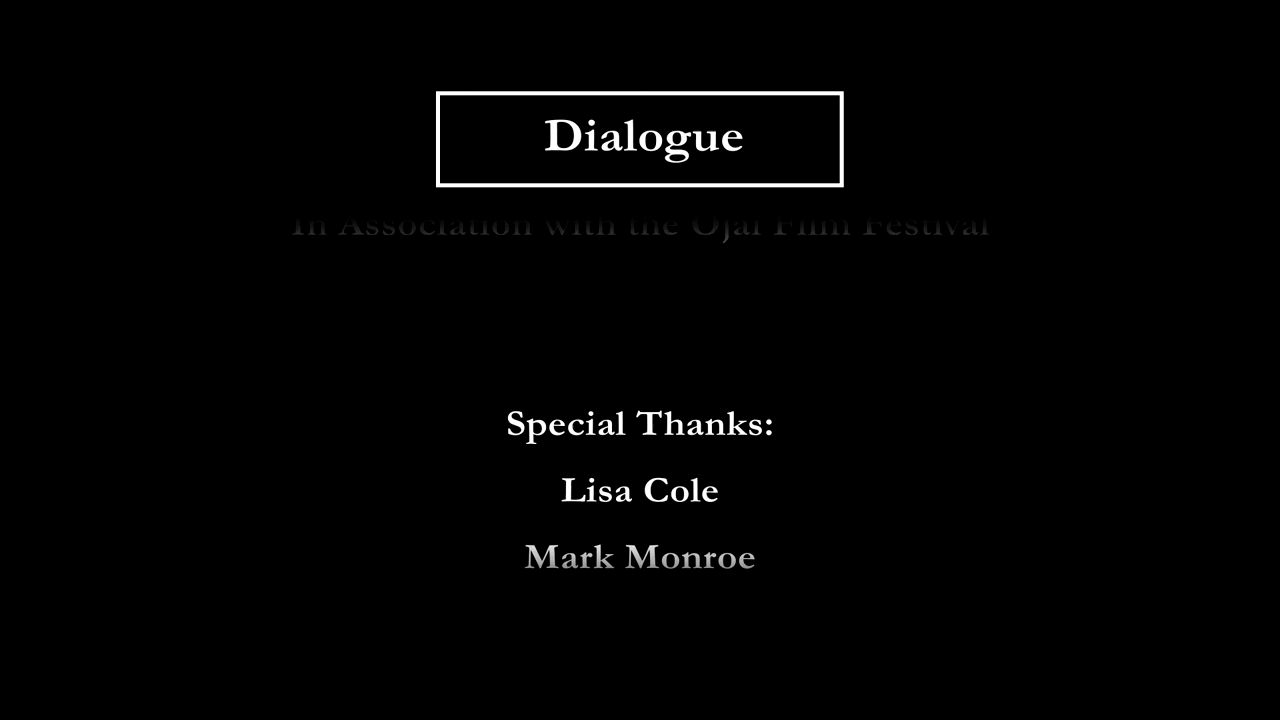 Dialogue
In Association with the Ojai Film Festival
Special Thanks:
Lisa Cole
Mark Monroe